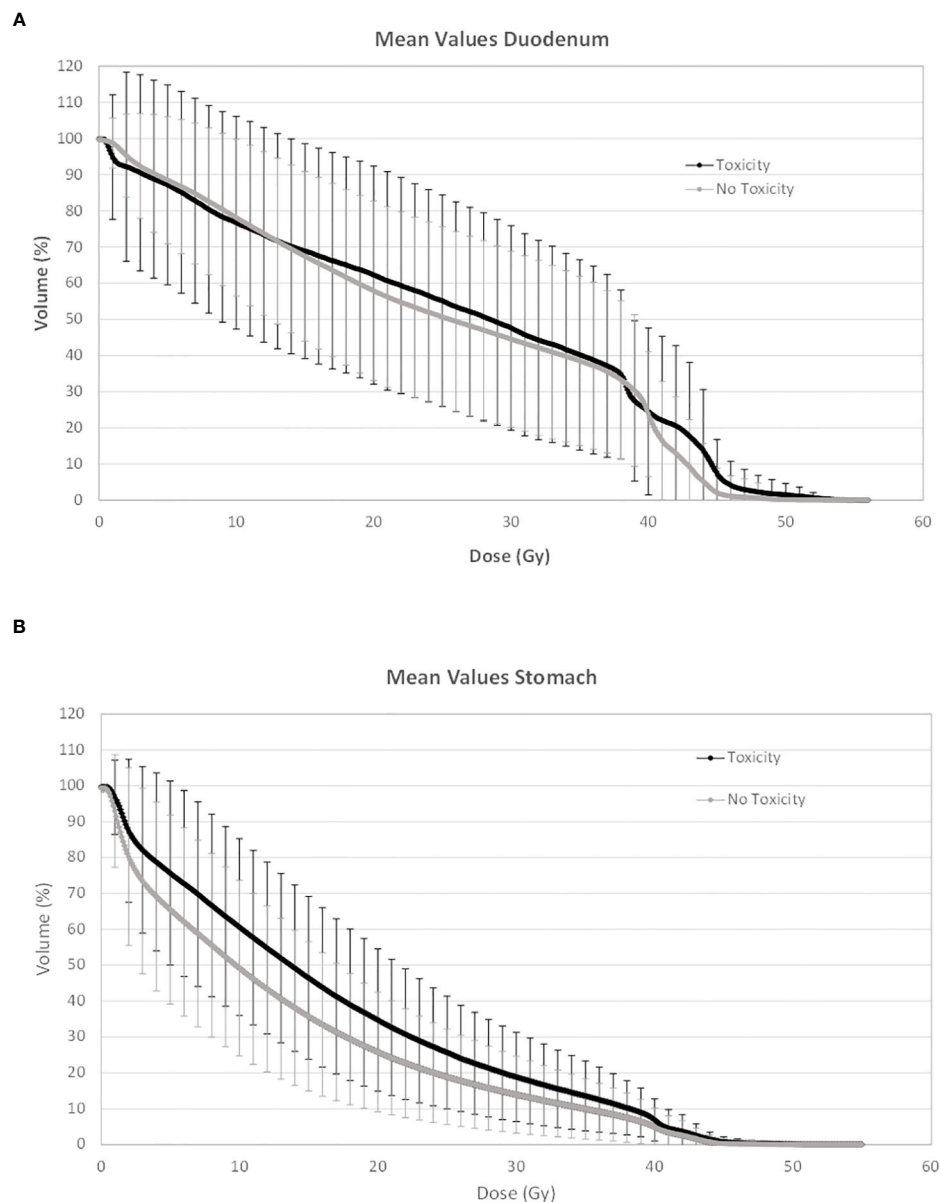 A
Mean Values Duodenum
120
110
100
90
80
70
60
50
40
30
20
10
0
Volume (%)
Toxicity
No Toxicity
0 10 20 30 40 50 60
Dose (Gy)
B
Mean Values Stomach
120
110
100
90
80
70
60
50
40
30
20
10
0
Volume (%)
Toxicity
No Toxicity
0 10 20 30 40 50 60
Dose (Gy)